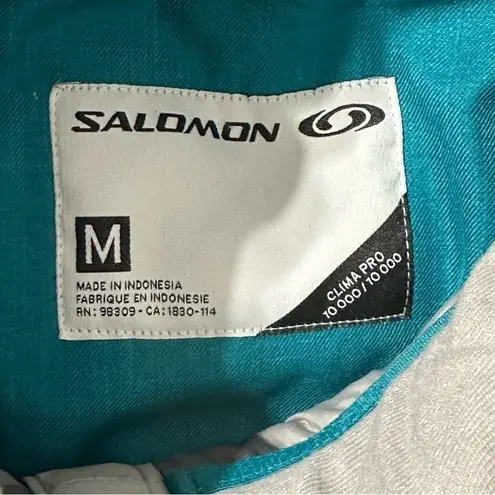 SALOMON
M
MADE IN INDONESIA
FABRIQUE EN INDONESIE
RN: 98309 - CA: 1830-114
CLIMA PRO
10 000 / 10 000